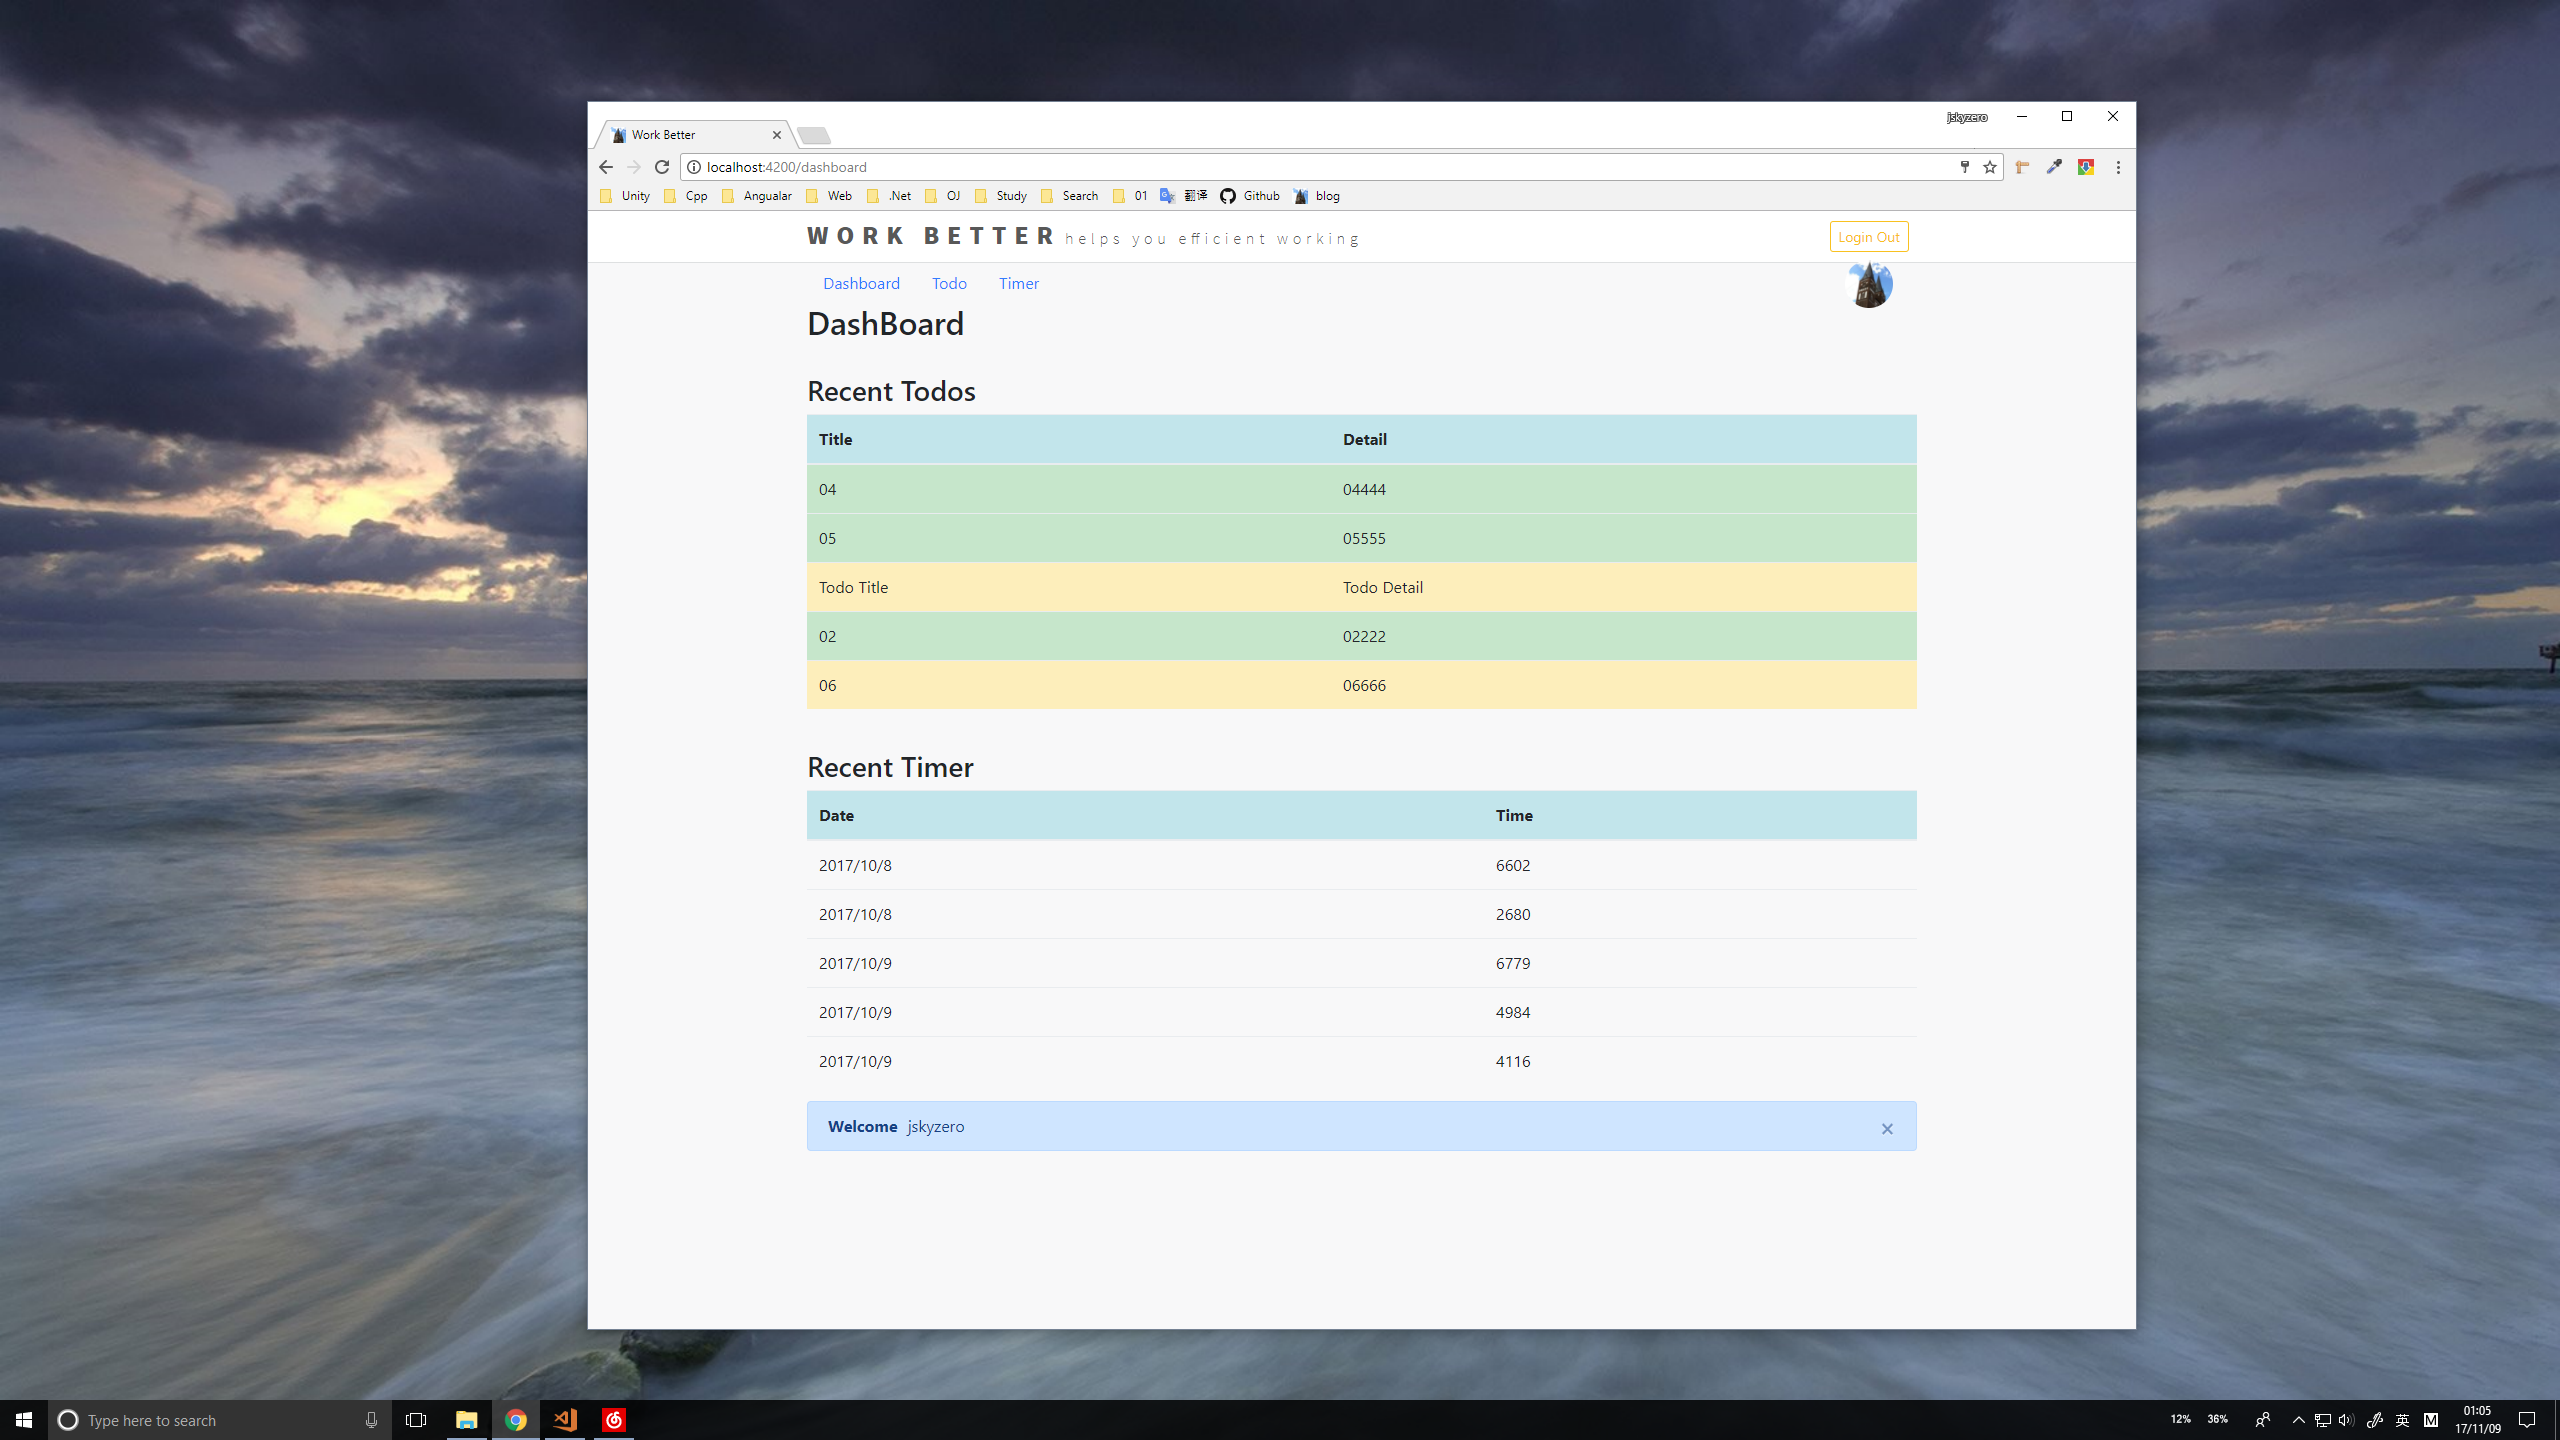 jskyzero
Work Better
localhost:4200/dashboard
Unity Cpp Angualar Web .Net OJ Study Search 01 翻译 Github blog
WORK BETTER helps you efficient working
Login Out
Dashboard Todo Timer
DashBoard
Recent Todos
Title Detail
04 04444
05 05555
Todo Title Todo Detail
02 02222
06 06666
Recent Timer
Date Time
2017/10/8 6602
2017/10/8 2680
2017/10/9 6779
2017/10/9 4984
2017/10/9 4116
Welcome jskyzero ×
Type here to search
12% 36% 英 M 01:05
17/11/09